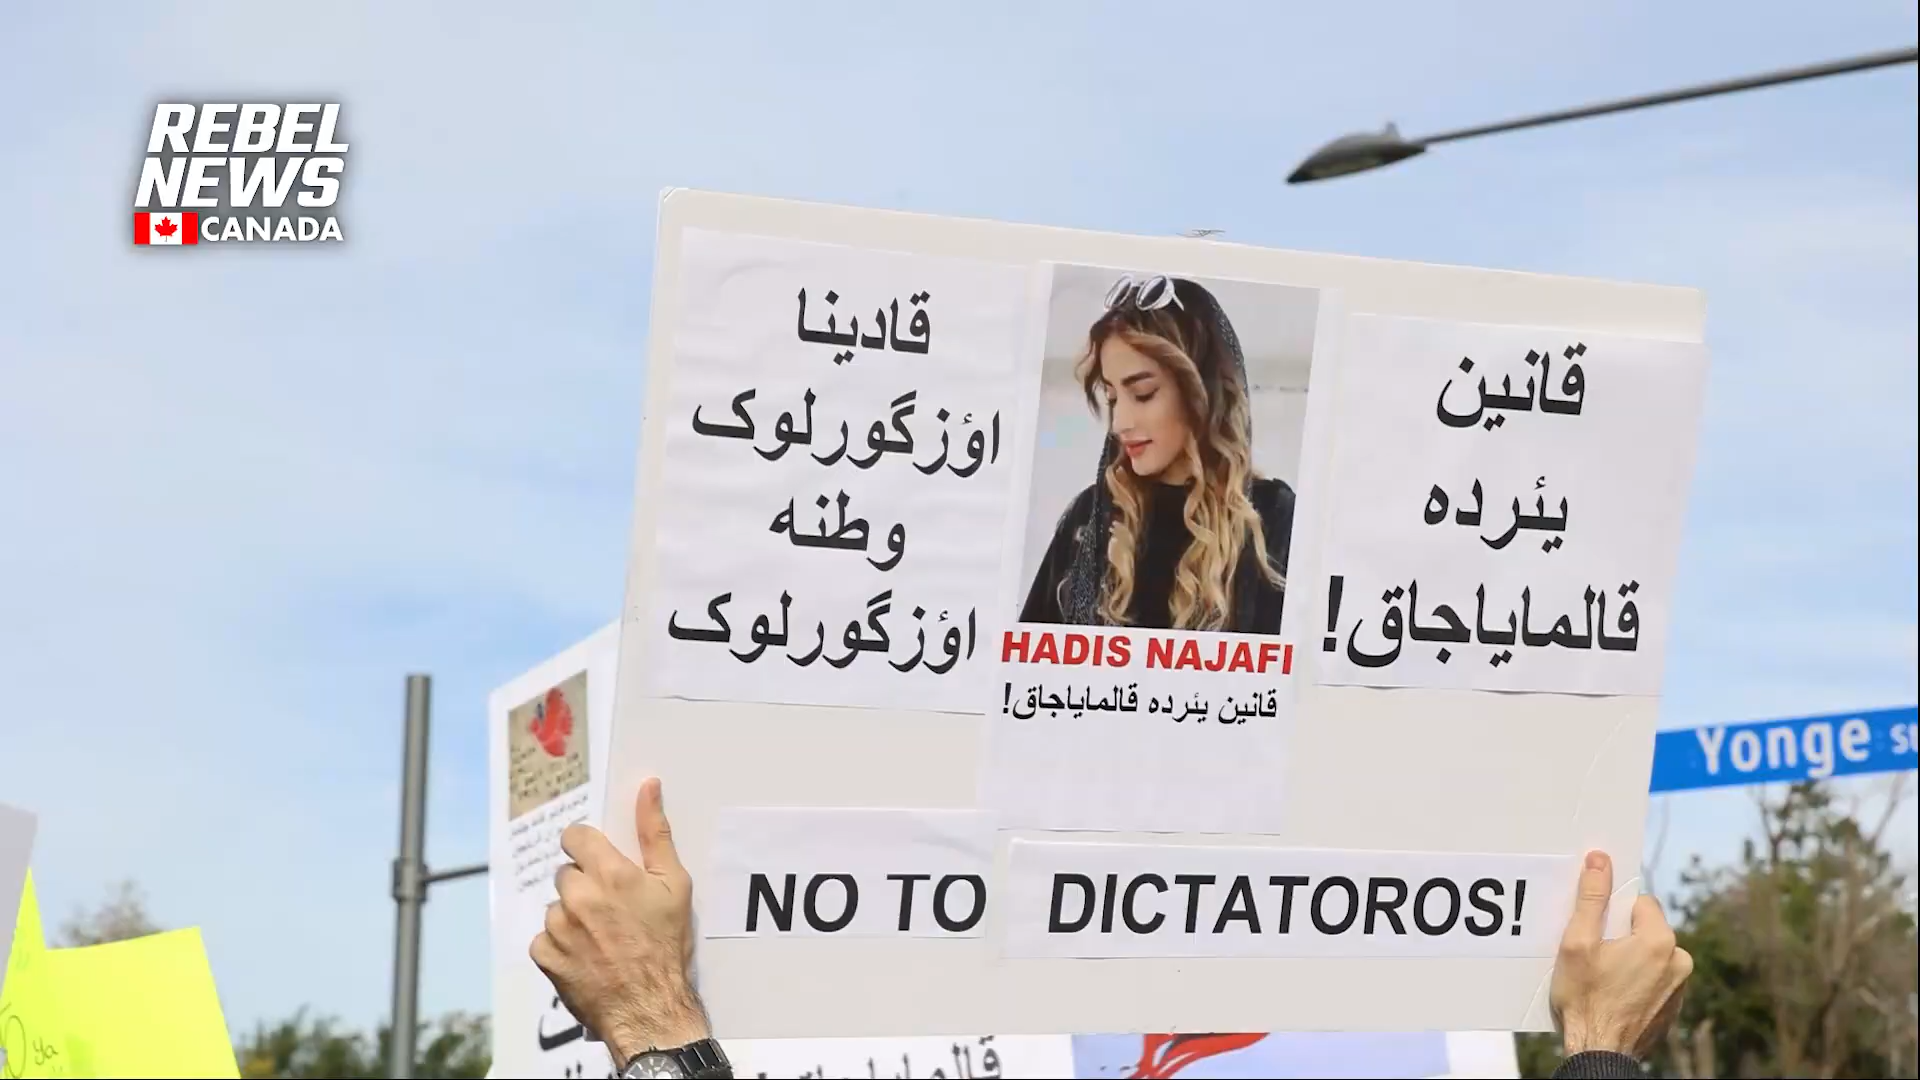 REBEL
NEWS
CANADA
قادینا
اؤزگورلوک
وطنه
اؤزگورلوک
HADIS NAJAFI
قانین یئرده قالمایاجاق!
قانین
یئرده
قالمایاجاق!
NO TO DICTATOROS!
Yonge